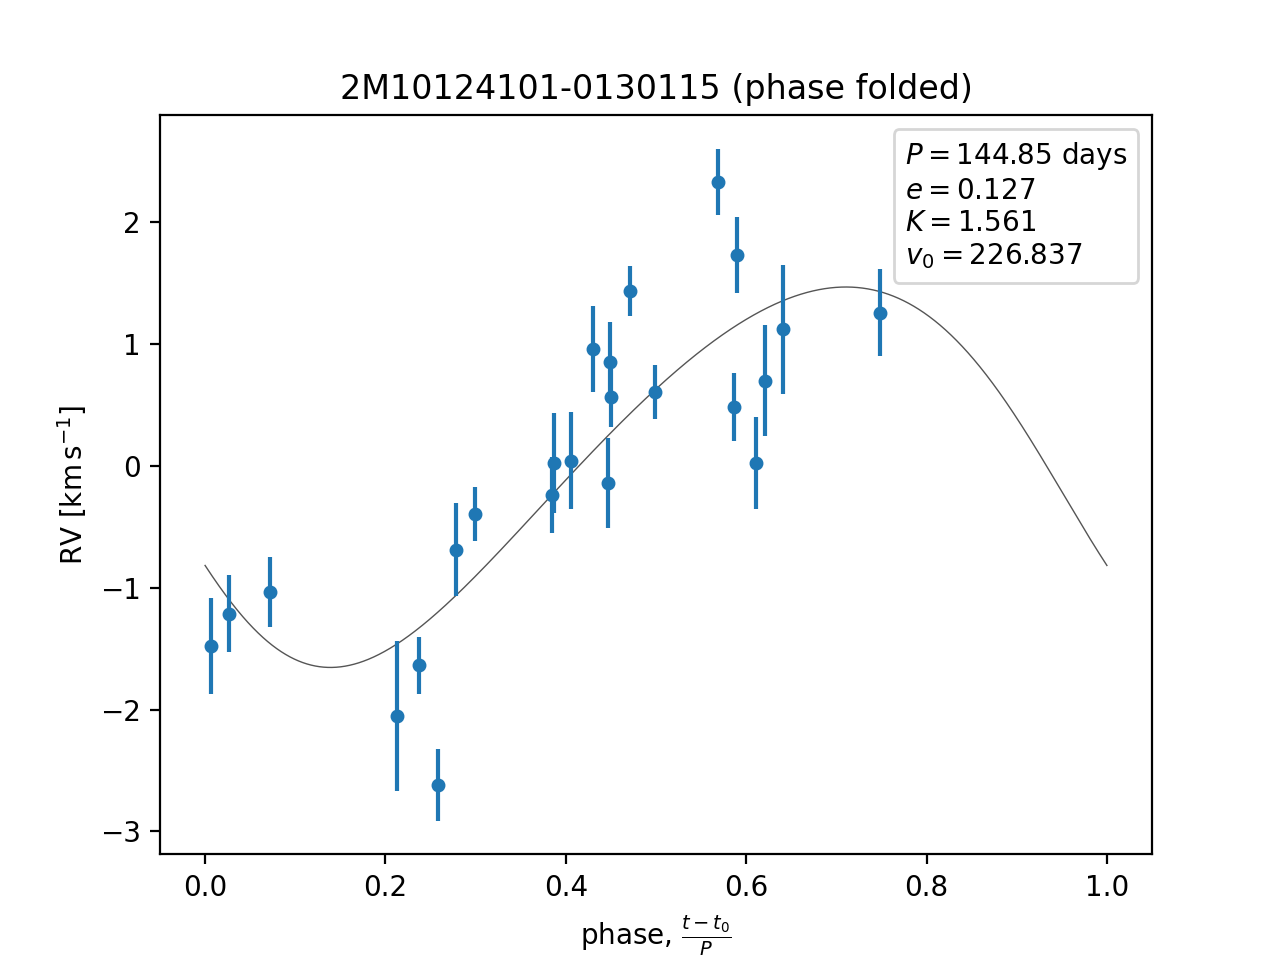 2M10124101-0130115 (phase folded)
P = 144.85 days
e = 0.127
K = 1.561
v₀ = 226.837
2
1
0
−1
−2
−3
RV [km s⁻¹]
0.0 0.2 0.4 0.6 0.8 1.0
phase, (t − t₀)/P